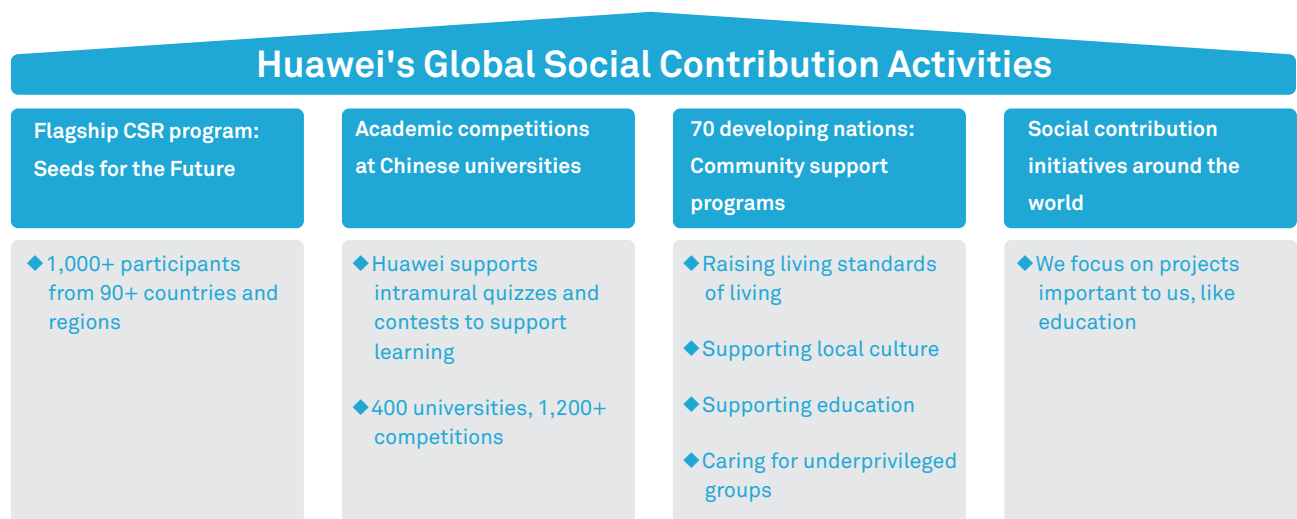 Huawei's Global Social Contribution Activities
Flagship CSR program:
Seeds for the Future
◆1,000+ participants
from 90+ countries and
regions
Academic competitions
at Chinese universities
◆Huawei supports
intramural quizzes and
contests to support
learning
◆400 universities, 1,200+
competitions
70 developing nations:
Community support
programs
◆Raising living standards
of living
◆Supporting local culture
◆Supporting education
◆Caring for underprivileged
groups
Social contribution
initiatives around the
world
◆We focus on projects
important to us, like
education